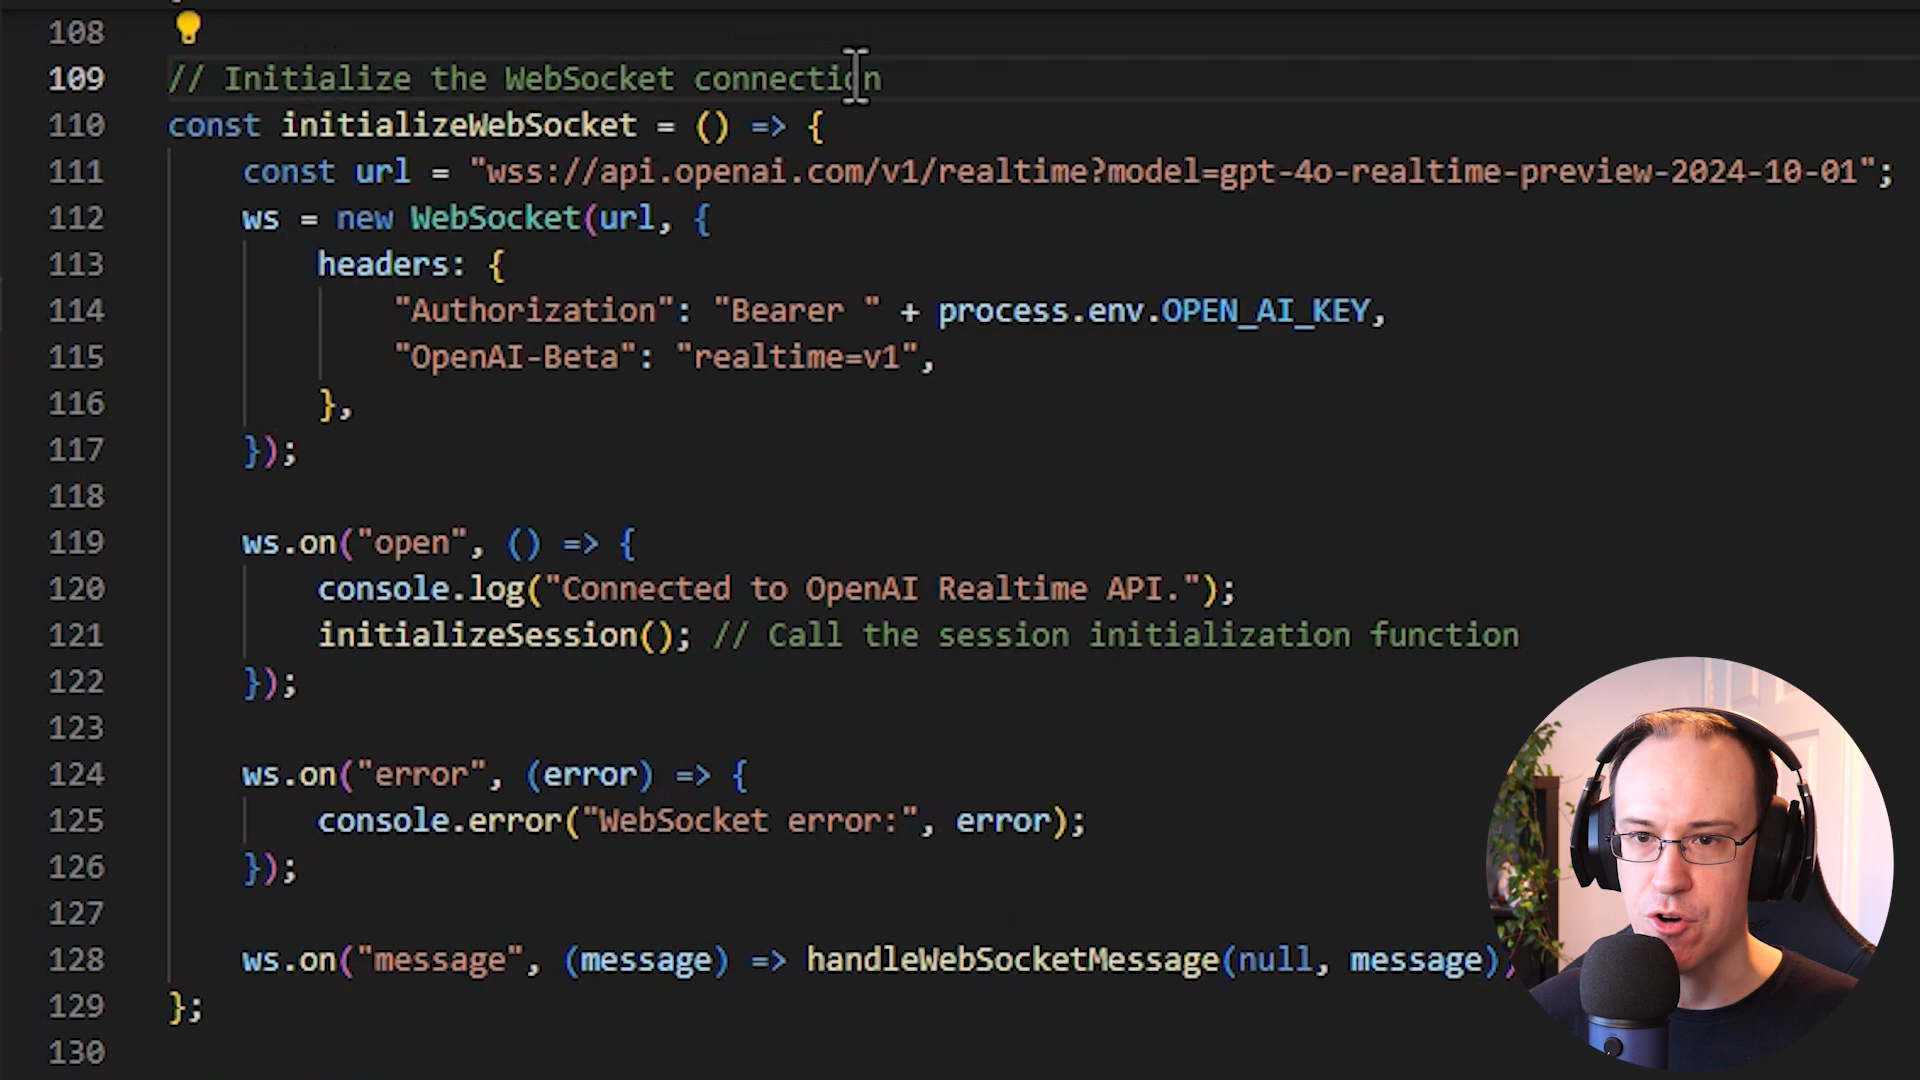 108
109 // Initialize the WebSocket connection
110 const initializeWebSocket = () => {
111 const url = "wss://api.openai.com/v1/realtime?model=gpt-4o-realtime-preview-2024-10-01";
112 ws = new WebSocket(url, {
113 headers: {
114 "Authorization": "Bearer " + process.env.OPEN_AI_KEY,
115 "OpenAI-Beta": "realtime=v1",
116 },
117 });
118
119 ws.on("open", () => {
120 console.log("Connected to OpenAI Realtime API.");
121 initializeSession(); // Call the session initialization function
122 });
123
124 ws.on("error", (error) => {
125 console.error("WebSocket error:", error);
126 });
127
128 ws.on("message", (message) => handleWebSocketMessage(null, message)
129 };
130